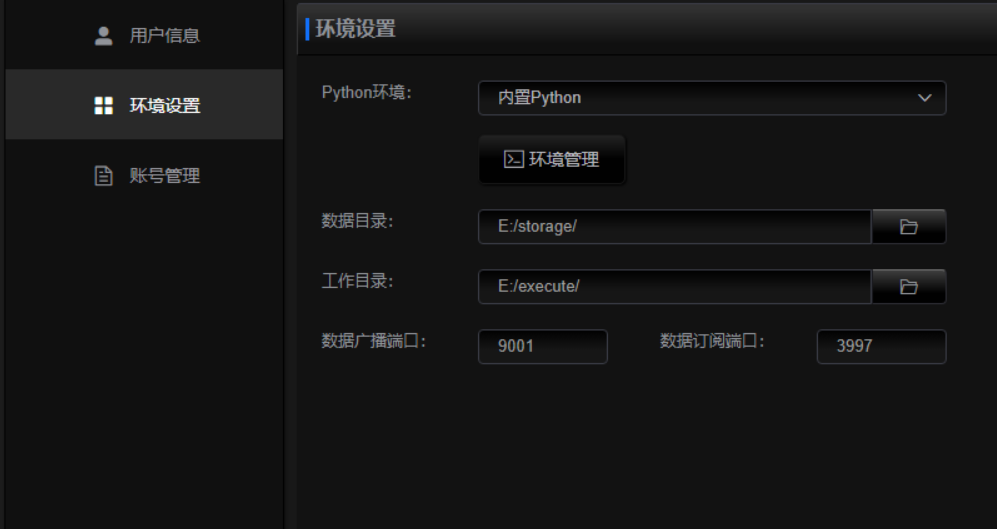 用户信息
环境设置
账号管理
环境设置
Python环境：
内置Python
环境管理
数据目录：
E:/storage/
工作目录：
E:/execute/
数据广播端口：
9001
数据订阅端口：
3997